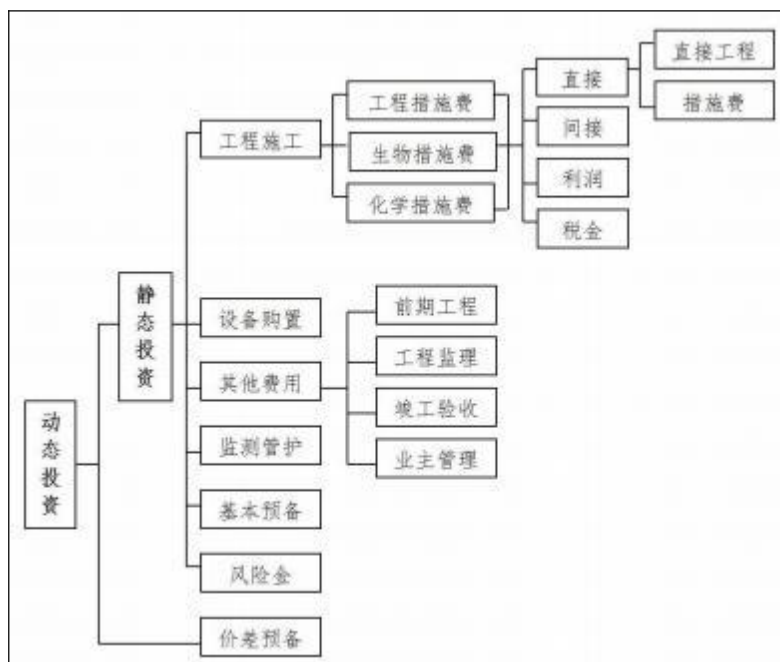 动态投资
静态投资
工程施工
工程措施费
生物措施费
化学措施费
直接
直接工程
措施费
间接
利润
税金
设备购置
其他费用
前期工程
工程监理
竣工验收
业主管理
监测管护
基本预备
风险金
价差预备